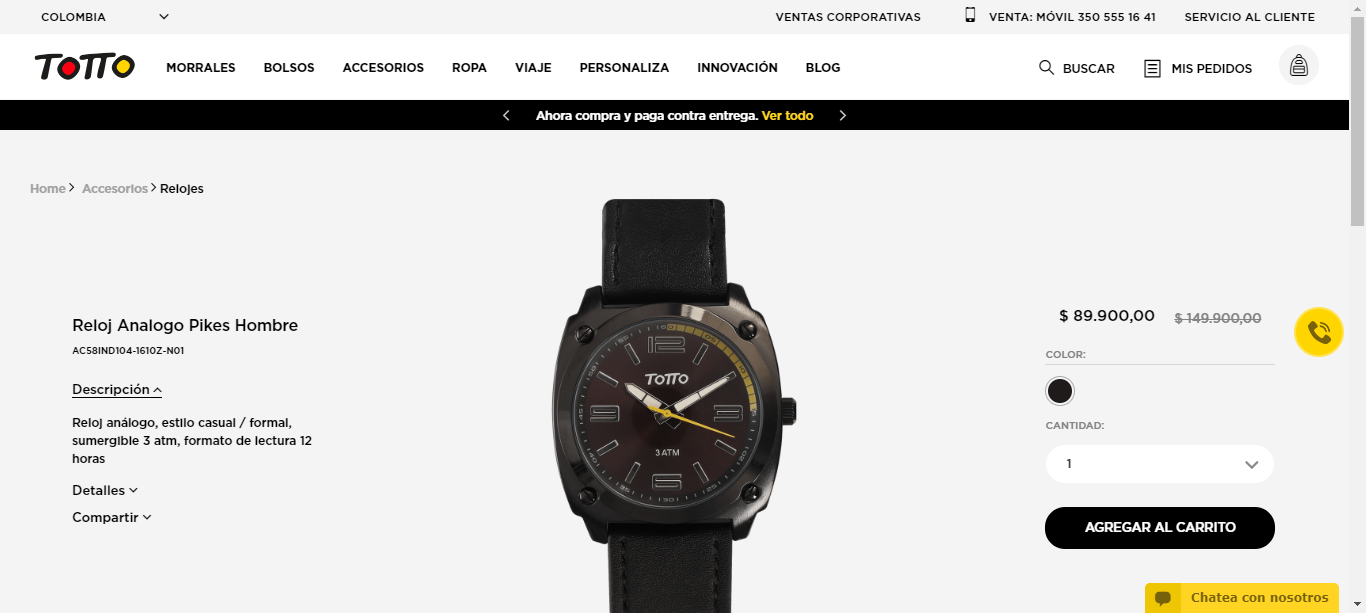 COLOMBIA
VENTAS CORPORATIVAS
VENTA: MÓVIL 350 555 16 41
SERVICIO AL CLIENTE
TOTTO
MORRALES
BOLSOS
ACCESORIOS
ROPA
VIAJE
PERSONALIZA
INNOVACIÓN
BLOG
BUSCAR
MIS PEDIDOS
Ahora compra y paga contra entrega. Ver todo
Home
Accesorios
Relojes
Reloj Analogo Pikes Hombre
AC58IND104-1610Z-N01
Descripción
Reloj análogo, estilo casual / formal,
sumergible 3 atm, formato de lectura 12
horas
Detalles
Compartir
12
TOTTO
9
3
3 ATM
6
$ 89.900,00
$ 149.900,00
COLOR:
CANTIDAD:
1
AGREGAR AL CARRITO
Chatea con nosotros